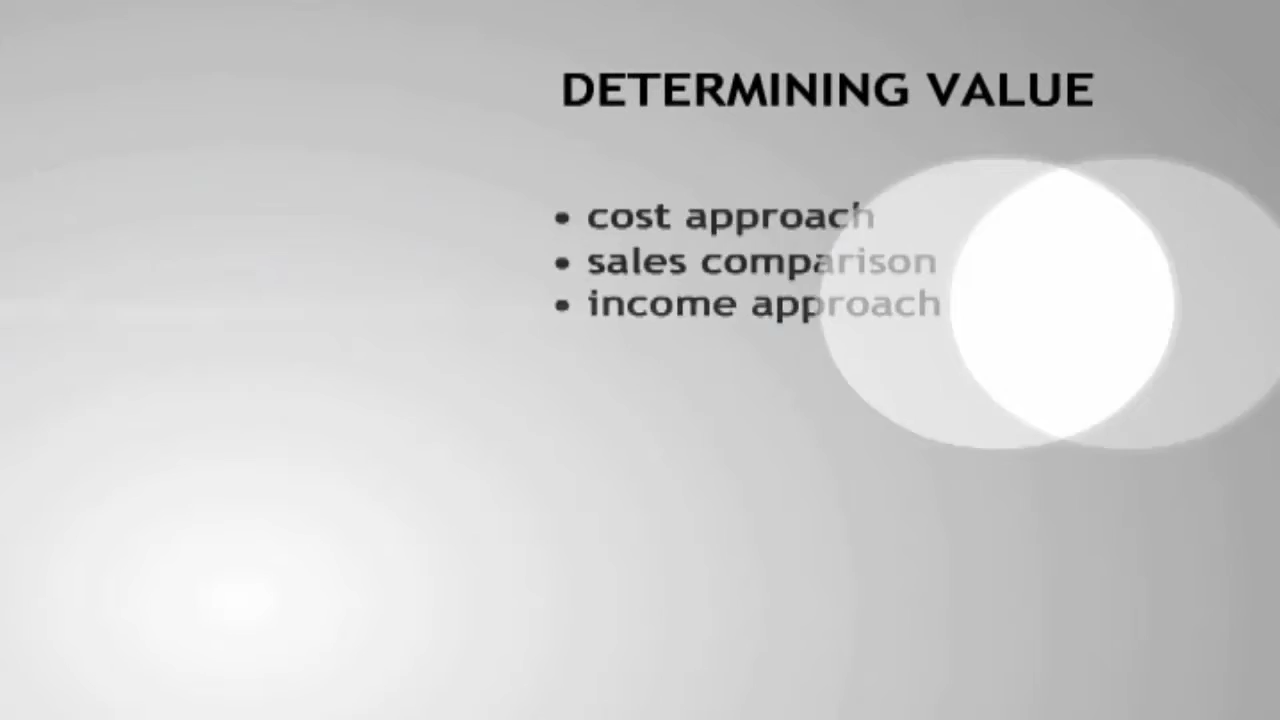 DETERMINING VALUE
• cost approach
• sales comparison
• income approach